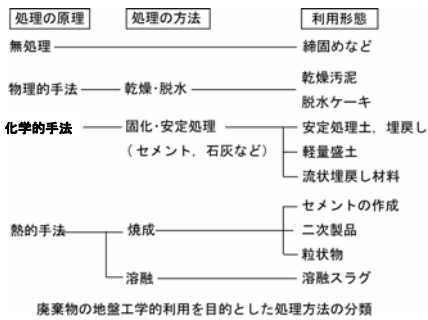 処理の原理 処理の方法 利用形態
無処理 締固めなど
物理的手法 乾燥・脱水 乾燥汚泥
脱水ケーキ
化学的手法 固化・安定処理 安定処理土，埋戻し
（セメント，石灰など） 軽量盛土
流状埋戻し材料
セメントの作成
熱的手法 焼成 二次製品
粒状物
溶融 溶融スラグ
廃棄物の地盤工学的利用を目的とした処理方法の分類